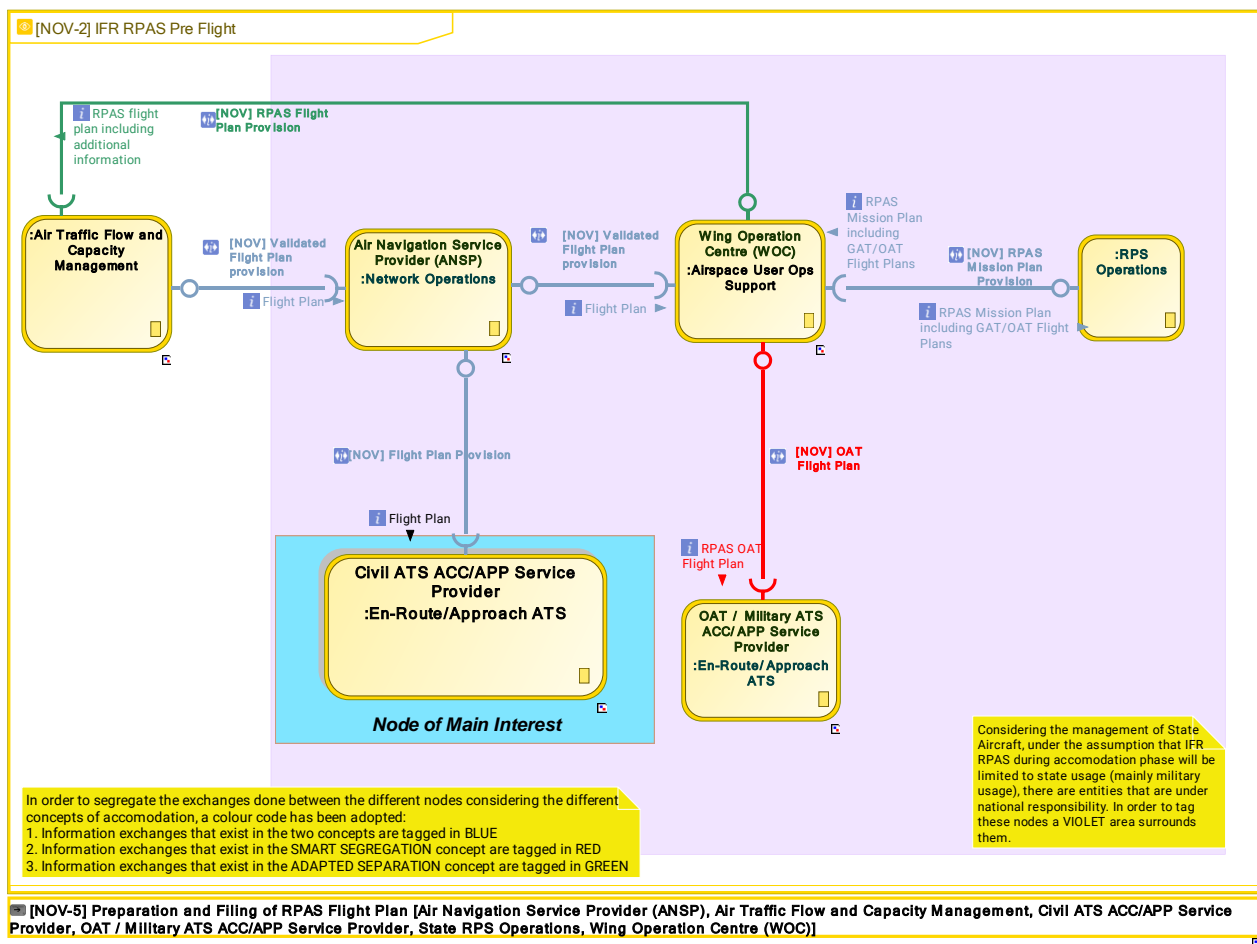 [NOV-2] IFR RPAS Pre Flight
RPAS flight
plan including
additional
information
[NOV] RPAS Flight
Plan Provision
:Air Traffic Flow and
Capacity
Management
[NOV] Validated
Flight Plan
provision
Flight Plan
Air Navigation Service
Provider (ANSP)
:Network Operations
[NOV] Validated
Flight Plan
provision
Flight Plan
Wing Operation
Centre (WOC)
:Airspace User Ops
Support
RPAS
Mission Plan
including
GAT/OAT
Flight Plans
[NOV] RPAS
Mission Plan
Provision
RPAS Mission Plan
including GAT/OAT Flight
Plans
:RPS
Operations
[NOV] Flight Plan Provision
Flight Plan
[NOV] OAT
Flight Plan
RPAS OAT
Flight Plan
Civil ATS ACC/APP Service
Provider
:En-Route/Approach ATS
Node of Main Interest
OAT / Military ATS
ACC/APP Service
Provider
:En-Route/Approach
ATS
Considering the management of State
Aircraft, under the assumption that IFR
RPAS during accomodation phase will be
limited to state usage (mainly military
usage), there are entities that are under
national responsibility. In order to tag
these nodes a VIOLET area surrounds
them.
In order to segregate the exchanges done between the different nodes considering the different
concepts of accomodation, a colour code has been adopted:
1. Information exchanges that exist in the two concepts are tagged in BLUE
2. Information exchanges that exist in the SMART SEGREGATION concept are tagged in RED
3. Information exchanges that exist in the ADAPTED SEPARATION concept are tagged in GREEN
[NOV-5] Preparation and Filing of RPAS Flight Plan [Air Navigation Service Provider (ANSP), Air Traffic Flow and Capacity Management, Civil ATS ACC/APP Service
Provider, OAT / Military ATS ACC/APP Service Provider, State RPS Operations, Wing Operation Centre (WOC)]